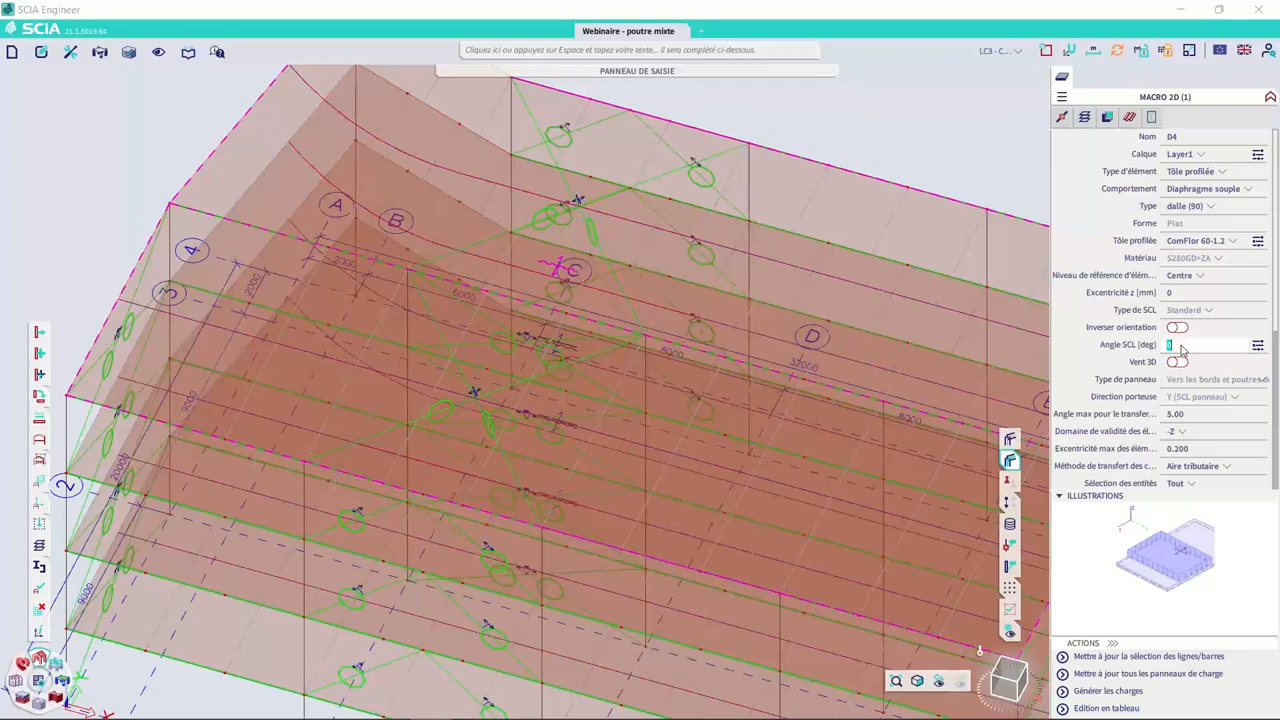 SCIA Engineer
SCIA 21.1.5019.64
Webinaire - poutre mixte
Cliquez ici ou appuyez sur Espace et tapez votre texte... il sera complété ci-dessous.
LC3 - C...
PANNEAU DE SAISIE
MACRO 2D (1)
Nom D4
Calque Layer1
Type d'élément Tôle profilée
Comportement Diaphragme souple
Type dalle (90)
Forme Plat
Tôle profilée ComFlor 60-1.2
Matériau S280GD+ZA
Niveau de référence d'élém... Centre
Excentricité z [mm] 0
Type de SCL Standard
Inverser orientation
Angle SCL [deg]
Vent 3D
Type de panneau Vers les bords et poutres
Direction porteuse Y (SCL panneau)
Angle max pour le transfer... 5.00
Domaine de validité des él... -Z
Excentricité max des élém... 0.200
Méthode de transfert des c... Aire tributaire
Sélection des entités Tout
ILLUSTRATIONS
ACTIONS
Mettre à jour la sélection des lignes/barres
Mettre à jour tous les panneaux de charge
Générer les charges
Edition en tableau
A
B
C
D
4
3
2
2000
2000
6000
8000
32000
8000
9000
20000
9000